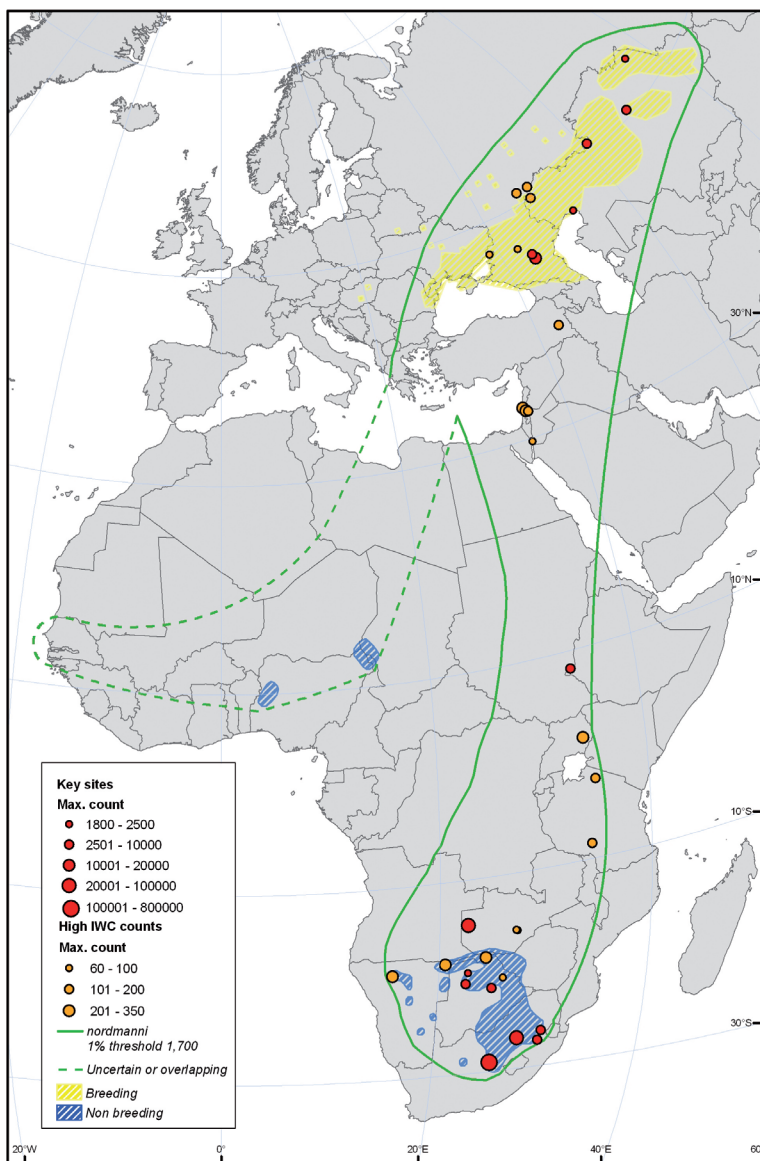 30°N
10°N
10°S
30°S
Key sites
Max. count
1800 - 2500
2501 - 10000
10001 - 20000
20001 - 100000
100001 - 800000
High IWC counts
Max. count
60 - 100
101 - 200
201 - 350
nordmanni
1% threshold 1,700
Uncertain or overlapping
Breeding
Non breeding
20°W
0°
20°E
40°E